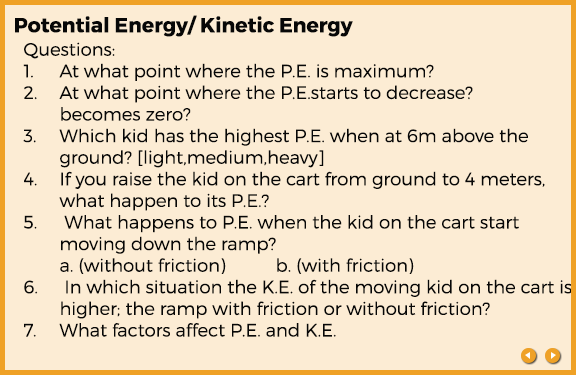 Potential Energy/ Kinetic Energy
Questions:
1. At what point where the P.E. is maximum?
2. At what point where the P.E.starts to decrease?
becomes zero?
3. Which kid has the highest P.E. when at 6m above the
ground? [light,medium,heavy]
4. If you raise the kid on the cart from ground to 4 meters,
what happen to its P.E.?
5. What happens to P.E. when the kid on the cart start
moving down the ramp?
a. (without friction) b. (with friction)
6. In which situation the K.E. of the moving kid on the cart is
higher; the ramp with friction or without friction?
7. What factors affect P.E. and K.E.